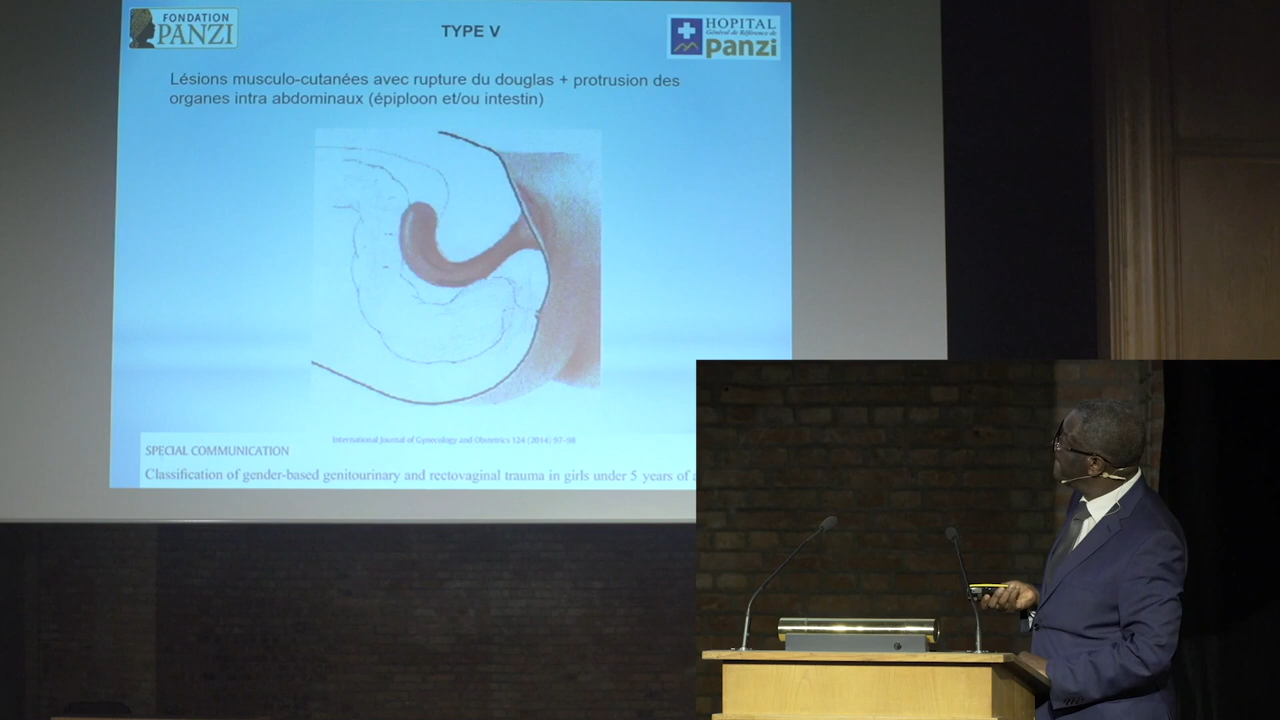 FONDATION
PANZI
TYPE V
HOPITAL
Général de Référence de
panzi
Lésions musculo-cutanées avec rupture du douglas + protrusion des
organes intra abdominaux (épiploon et/ou intestin)
International Journal of Gynecology and Obstetrics 124 (2014) 97–98
SPECIAL COMMUNICATION
Classification of gender-based genitourinary and rectovaginal trauma in girls under 5 years of